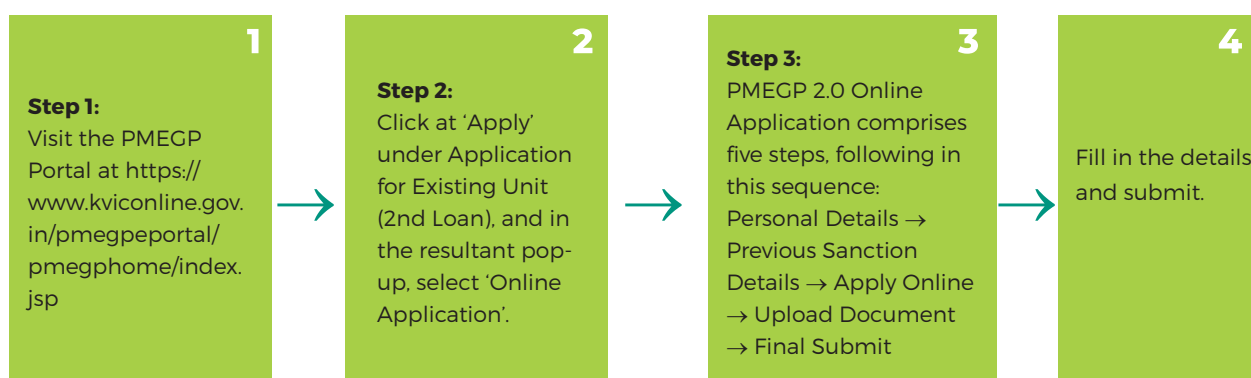 1
Step 1:
Visit the PMEGP
Portal at https://
www.kviconline.gov.
in/pmegpeportal/
pmegphome/index.
jsp
2
Step 2:
Click at ‘Apply’
under Application
for Existing Unit
(2nd Loan), and in
the resultant pop-
up, select ‘Online
Application’.
3
Step 3:
PMEGP 2.0 Online
Application comprises
five steps, following in
this sequence:
Personal Details →
Previous Sanction
Details → Apply Online
→ Upload Document
→ Final Submit
4
Fill in the details
and submit.